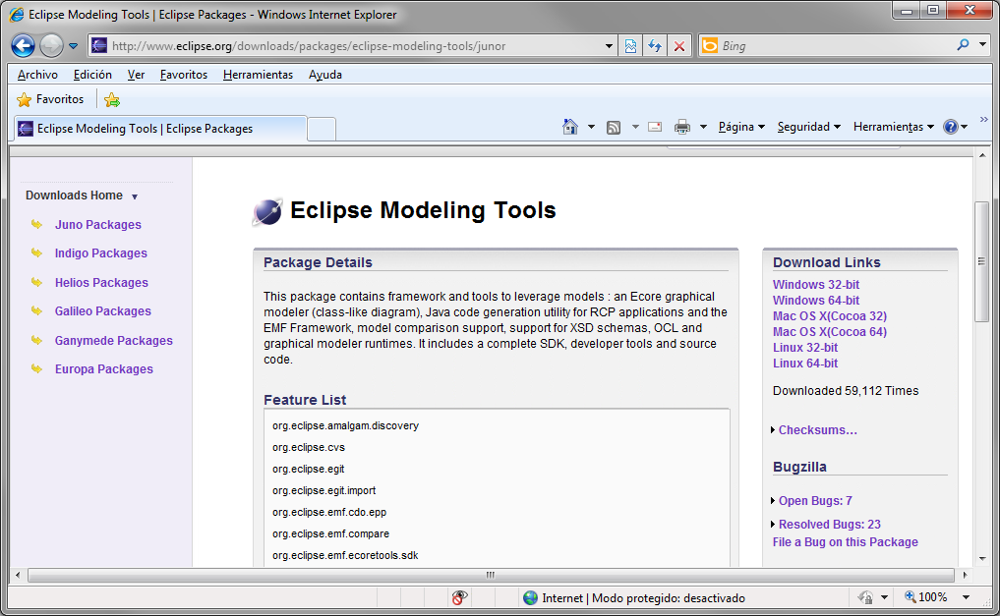 Eclipse Modeling Tools | Eclipse Packages - Windows Internet Explorer
http://www.eclipse.org/downloads/packages/eclipse-modeling-tools/junor
Bing
Archivo Edición Ver Favoritos Herramientas Ayuda
Favoritos
Eclipse Modeling Tools | Eclipse Packages
Página Seguridad Herramientas
Downloads Home
Juno Packages
Indigo Packages
Helios Packages
Galileo Packages
Ganymede Packages
Europa Packages
Eclipse Modeling Tools
Package Details
This package contains framework and tools to leverage models : an Ecore graphical
modeler (class-like diagram), Java code generation utility for RCP applications and the
EMF Framework, model comparison support, support for XSD schemas, OCL and
graphical modeler runtimes. It includes a complete SDK, developer tools and source
code.
Feature List
org.eclipse.amalgam.discovery
org.eclipse.cvs
org.eclipse.egit
org.eclipse.egit.import
org.eclipse.emf.cdo.epp
org.eclipse.emf.compare
org.eclipse.emf.ecoretools.sdk
Download Links
Windows 32-bit
Windows 64-bit
Mac OS X(Cocoa 32)
Mac OS X(Cocoa 64)
Linux 32-bit
Linux 64-bit
Downloaded 59,112 Times
Checksums...
Bugzilla
Open Bugs: 7
Resolved Bugs: 23
File a Bug on this Package
Internet | Modo protegido: desactivado
100%